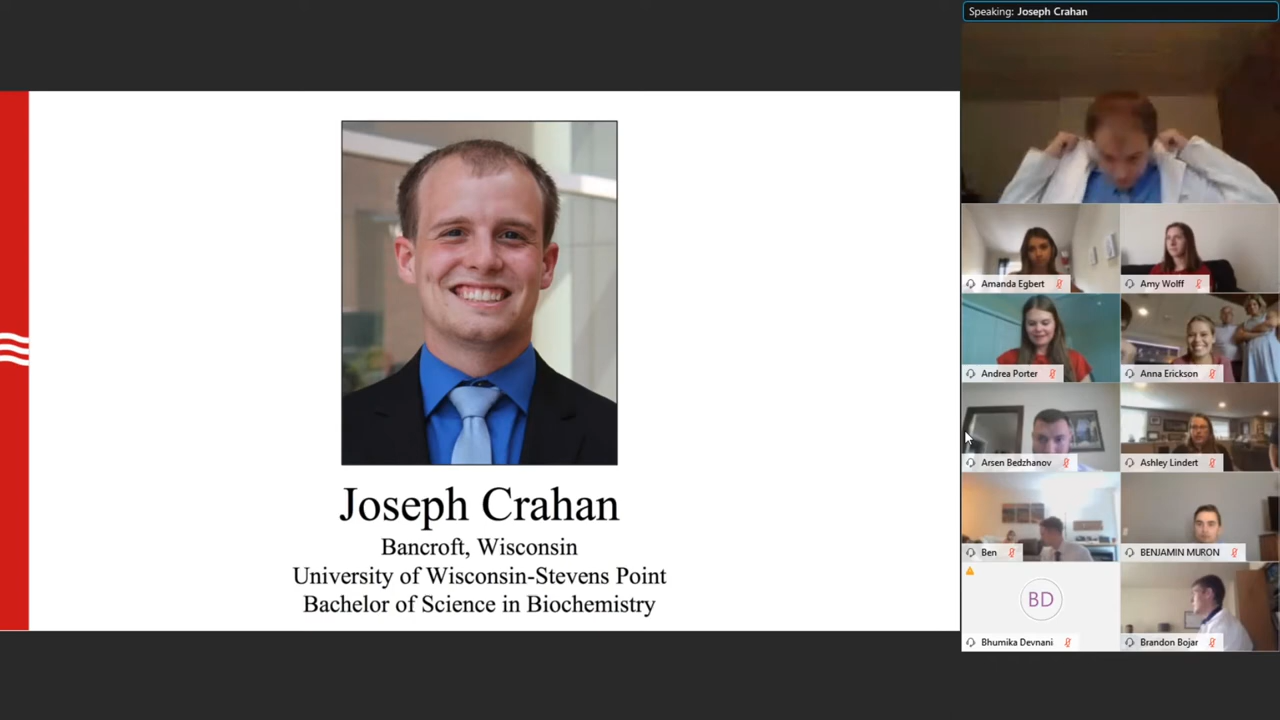 Speaking: Joseph Crahan
Joseph Crahan
Bancroft, Wisconsin
University of Wisconsin-Stevens Point
Bachelor of Science in Biochemistry
Amanda Egbert
Amy Wolff
Andrea Porter
Anna Erickson
Arsen Bedzhanov
Ashley Lindert
Ben
BENJAMIN MURON
BD
Bhumika Devnani
Brandon Bojar